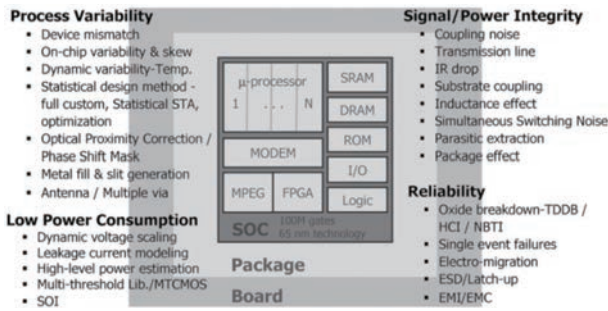 Process Variability
▪ Device mismatch
▪ On-chip variability & skew
▪ Dynamic variability-Temp.
▪ Statistical design method -
full custom, Statistical STA,
optimization
▪ Optical Proximity Correction /
Phase Shift Mask
▪ Metal fill & slit generation
▪ Antenna / Multiple via
Low Power Consumption
▪ Dynamic voltage scaling
▪ Leakage current modeling
▪ High-level power estimation
▪ Multi-threshold Lib./MTCMOS
▪ SOI
μ-processor
1 ... N
MODEM
MPEG FPGA
SRAM
DRAM
ROM
I/O
Logic
SOC
100M gates
65 nm technology
Package
Board
Signal/Power Integrity
▪ Coupling noise
▪ Transmission line
▪ IR drop
▪ Substrate coupling
▪ Inductance effect
▪ Simultaneous Switching Noise
▪ Parasitic extraction
▪ Package effect
Reliability
▪ Oxide breakdown-TDDB /
HCI / NBTI
▪ Single event failures
▪ Electro-migration
▪ ESD/Latch-up
▪ EMI/EMC